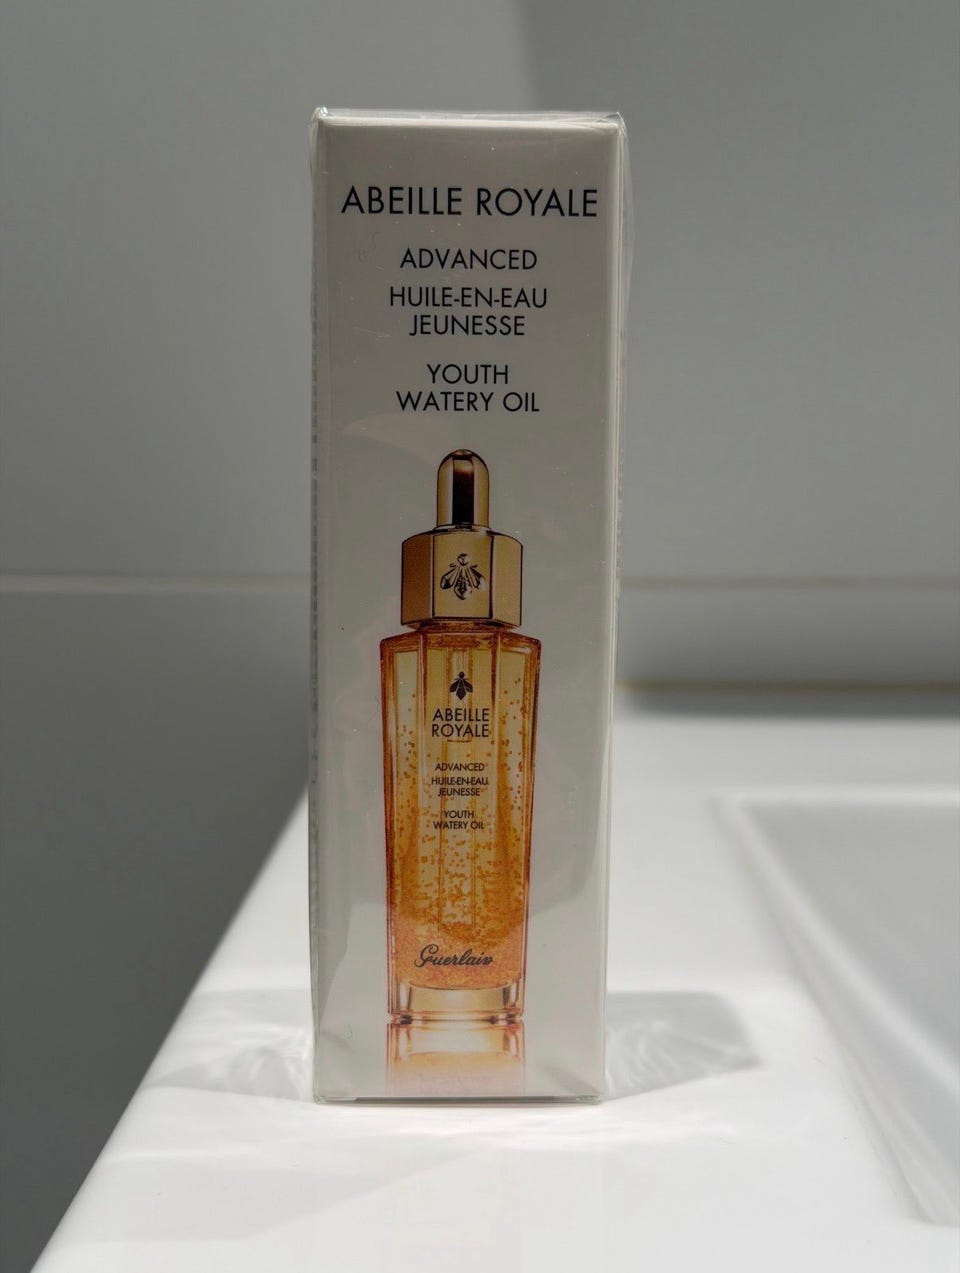 ABEILLE ROYALE
ADVANCED
HUILE-EN-EAU
JEUNESSE
YOUTH
WATERY OIL
ABEILLE
ROYALE
ADVANCED
HUILE-EN-EAU
JEUNESSE
YOUTH
WATERY OIL
Guerlain